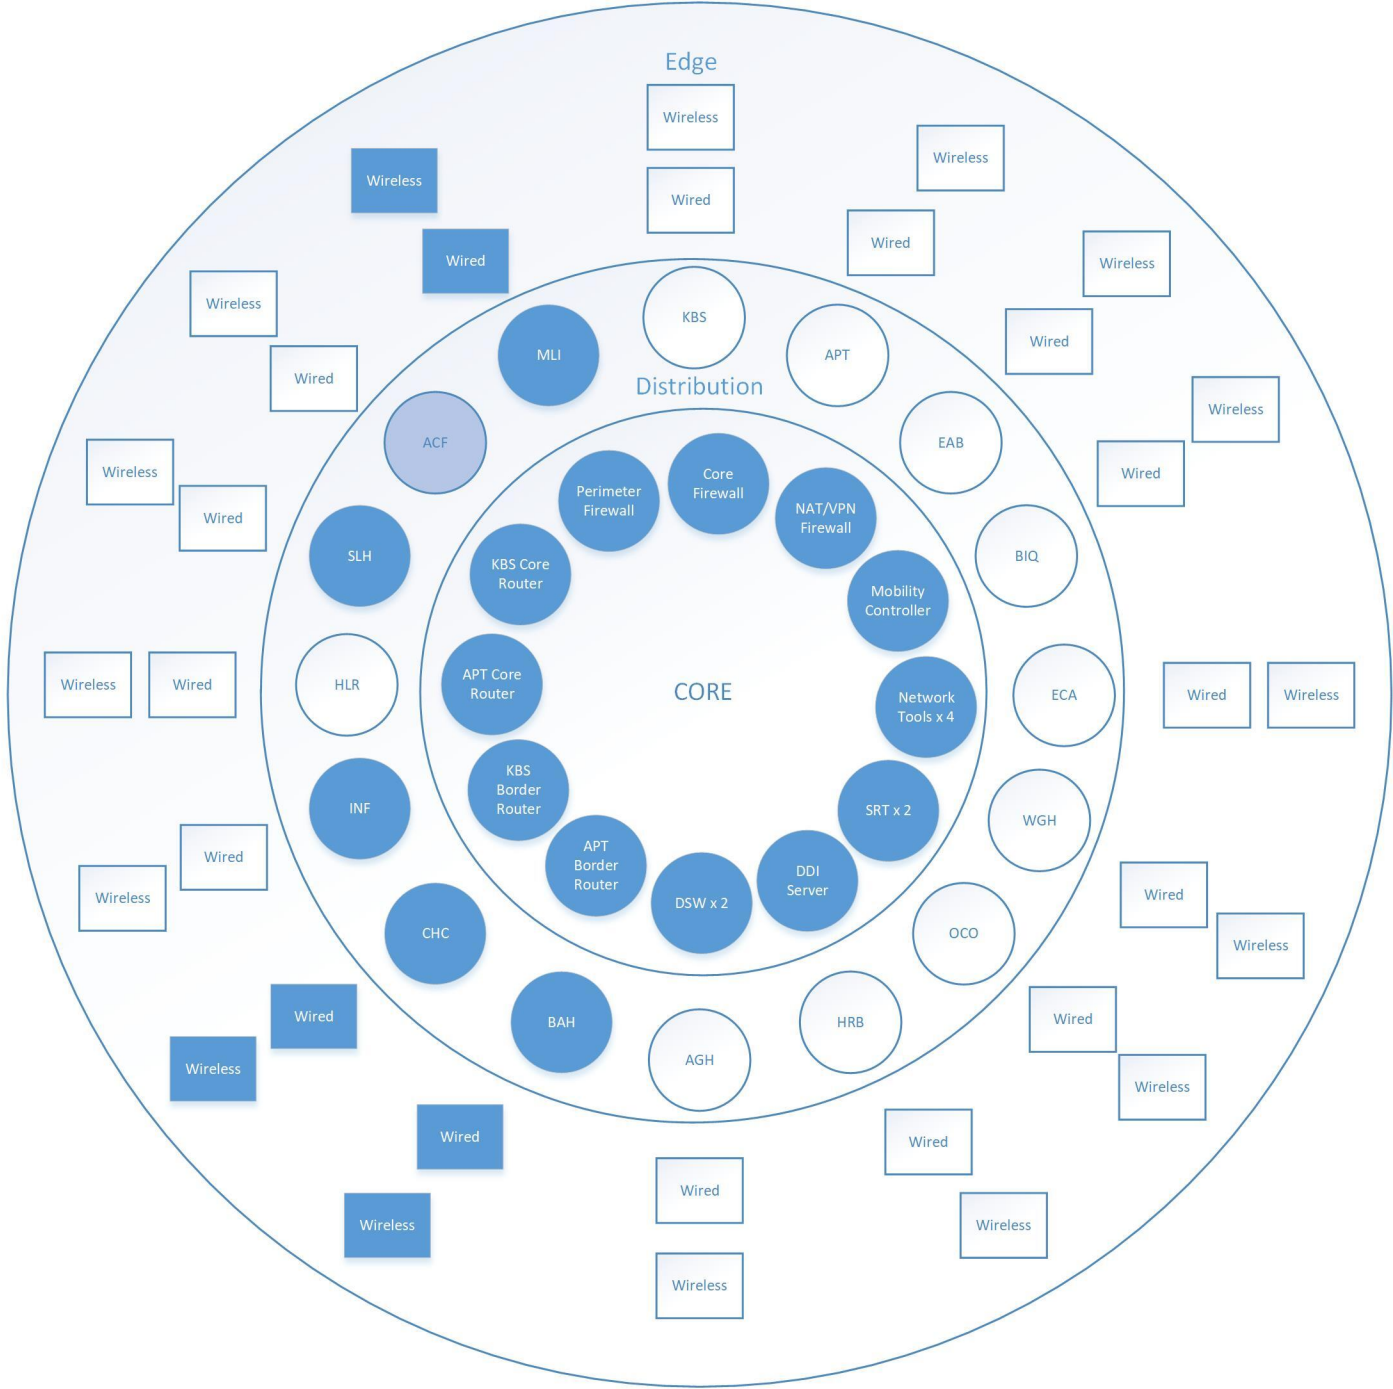 Edge
Wireless
Wired
Wireless
Wired
Wireless
Wired
Wireless
Wired
Wired
Wireless
Wired
Wireless
Wired
Wireless
Wired
Wireless
Wired
Wireless
Wired
Wireless
Wired
Wireless
Wired
Wireless
Wireless
Wired
Wireless
Wired
Wireless
Wired
Wireless
Wired
Distribution
KBS
APT
EAB
BIQ
ECA
WGH
OCO
HRB
AGH
BAH
CHC
INF
HLR
SLH
ACF
MLI
CORE
Core
Firewall
NAT/VPN
Firewall
Mobility
Controller
Network
Tools x 4
SRT x 2
DDI
Server
DSW x 2
APT
Border
Router
KBS
Border
Router
APT Core
Router
KBS Core
Router
Perimeter
Firewall